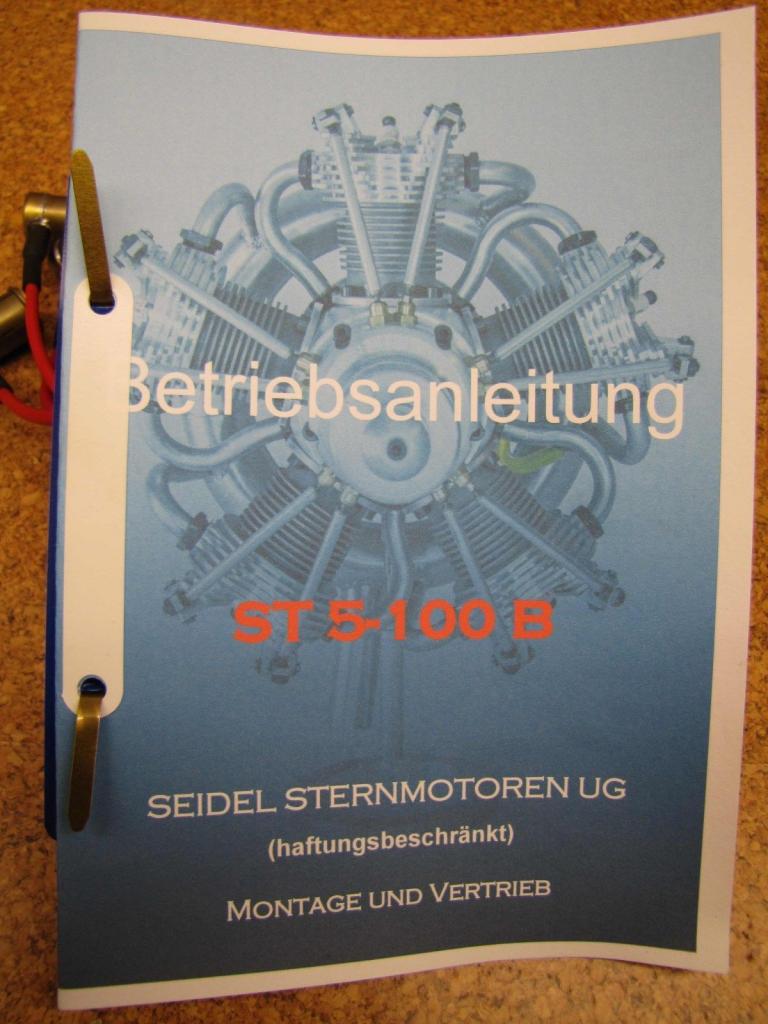 Betriebsanleitung
ST 5-100 B
SEIDEL STERNMOTOREN UG
(haftungsbeschränkt)
MONTAGE UND VERTRIEB